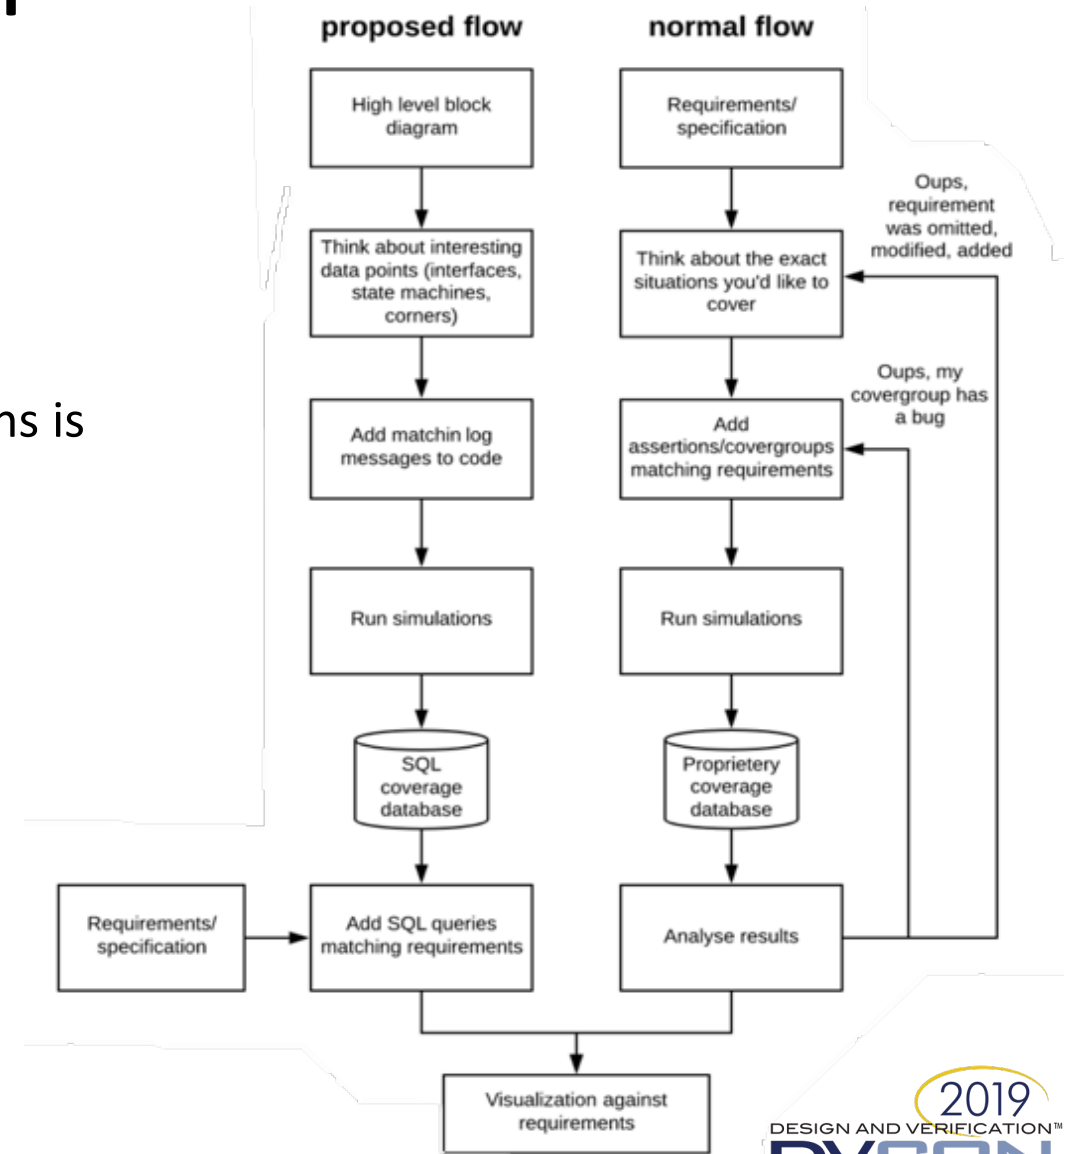 proposed flow
High level block
diagram
Think about interesting
data points (interfaces,
state machines,
corners)
Add matchin log
messages to code
Run simulations
SQL
coverage
database
Requirements/
specification
Add SQL queries
matching requirements
normal flow
Requirements/
specification
Think about the exact
situations you'd like to
cover
Oups,
requirement
was omitted,
modified, added
Add
assertions/covergroups
matching requirements
Oups, my
covergroup has
a bug
Run simulations
Proprietery
coverage
database
Analyse results
Visualization against
requirements
is
2019
DESIGN AND VERIFICATION™